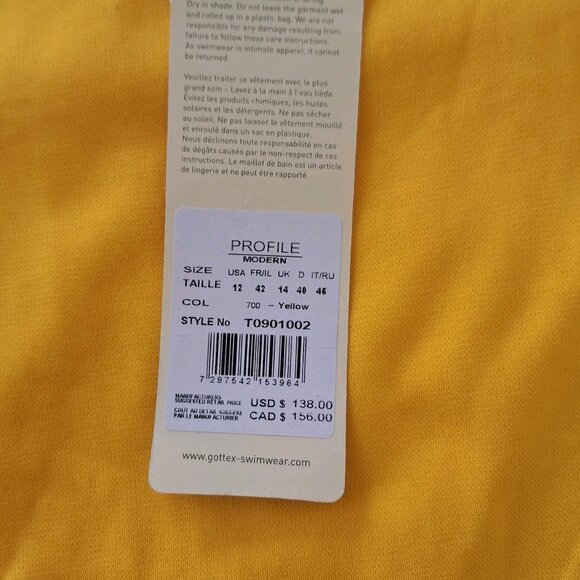 Dry in shade. Do not leave the garment wet
and rolled up in a plastic bag. We are not
responsible for any damage resulting from
failure to follow these care instructions.
As swimwear is intimate apparel, it cannot
be returned.
Veuillez traiter ce vêtement avec le plus
grand soin – Lavez à la main à l'eau tiède.
Évitez les produits chimiques, les huiles
solaires et les détergents. Ne pas sécher
au soleil. Ne pas laisser le vêtement mouillé
et enroulé dans un sac en plastique.
Nous déclinons toute responsabilité en cas
de dégâts causés par le non-respect de ces
instructions. Le maillot de bain est un article
de lingerie et ne peut être rapporté.
PROFILE
MODERN
SIZE USA FR/IL UK D IT/RU
TAILLE 12 42 14 40 46
COL 700 – Yellow
STYLE No T0901002
7 297542 153964
MANUFACTURERS
SUGGESTED RETAIL PRICE USD $ 138.00
COUT AU DETAIL SUGGERE
PAR LE MANUFACTURIER CAD $ 156.00
www.gottex-swimwear.com